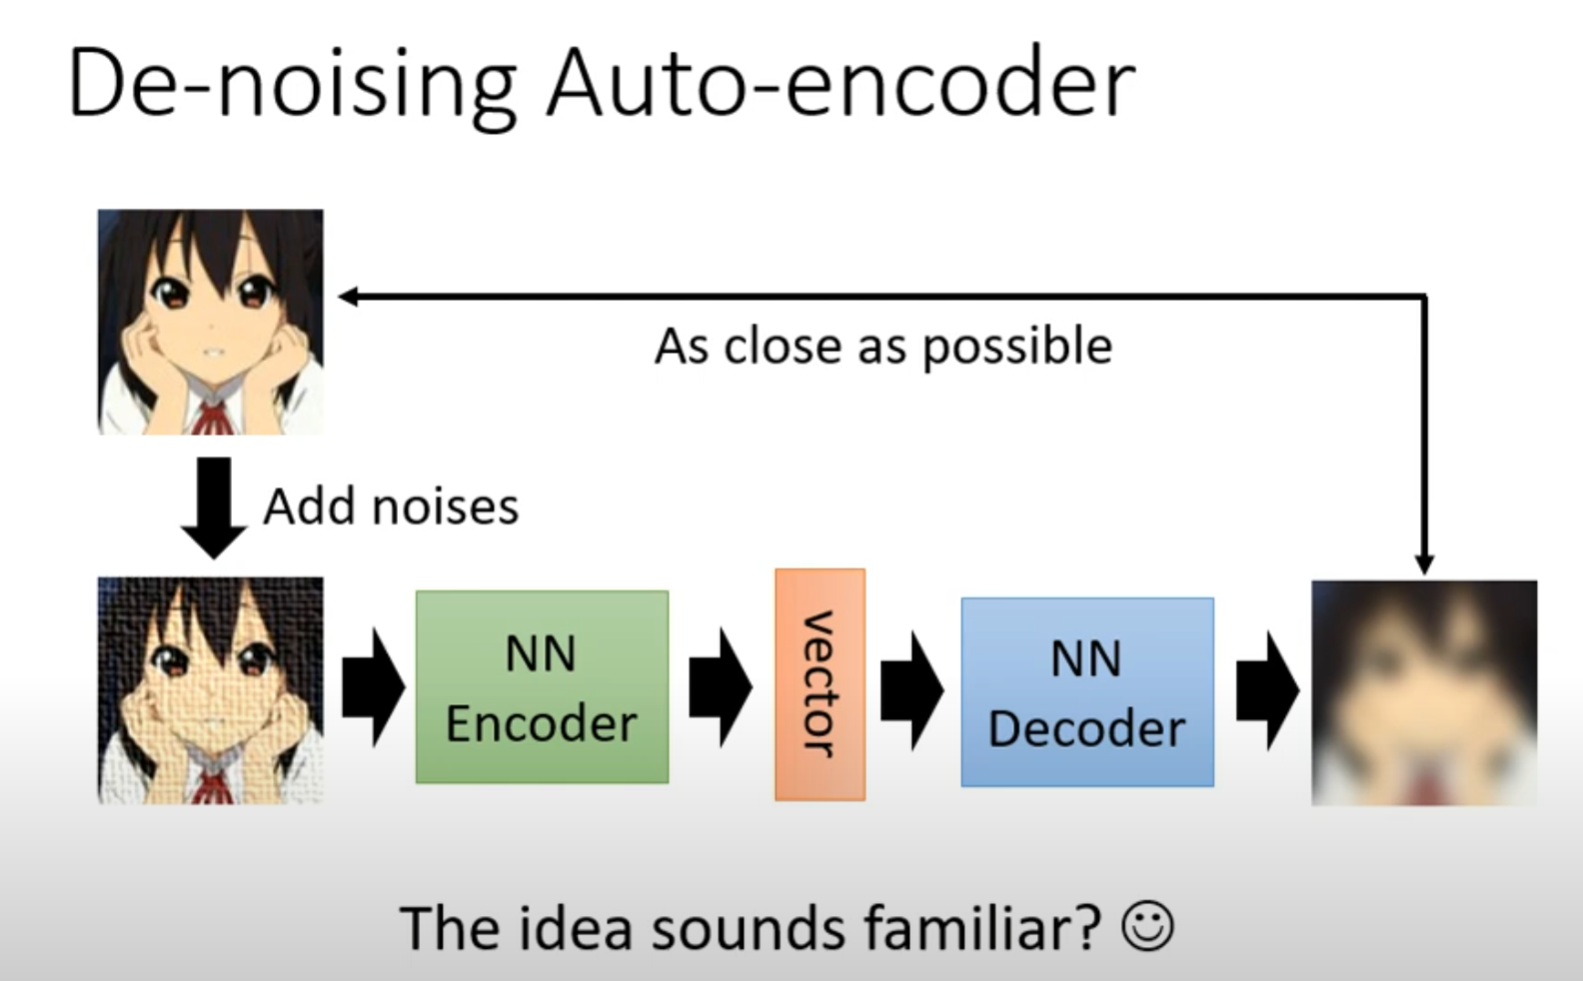 De-noising Auto-encoder
As close as possible
Add noises
NN
Encoder
vector
NN
Decoder
The idea sounds familiar? ☺